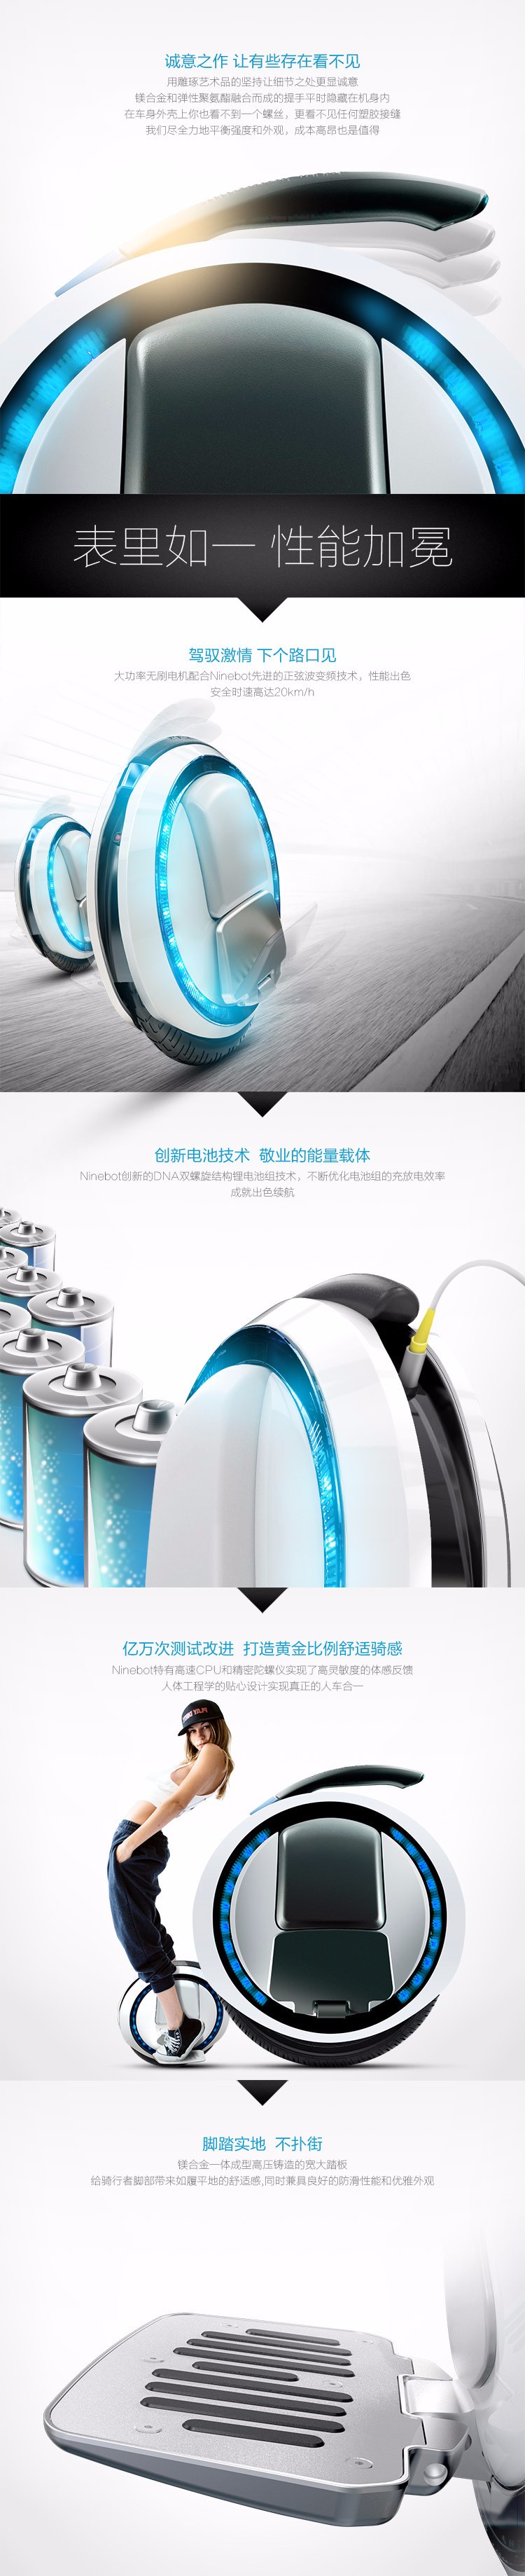 诚意之作 让有些存在看不见
用雕琢艺术品的坚持让细节之处更显诚意
镁合金和弹性聚氨酯融合而成的提手平时隐藏在机身内
在车身外壳上你也看不到一个螺丝，更看不见任何塑胶接缝
我们尽全力地平衡强度和外观，成本高昂也是值得
表里如一 性能加冕
驾驭激情 下个路口见
大功率无刷电机配合Ninebot先进的正弦波变频技术，性能出色
安全时速高达20km/h
创新电池技术 敬业的能量载体
Ninebot创新的DNA双螺旋结构锂电池组技术，不断优化电池组的充放电效率
成就出色续航
亿万次测试改进 打造黄金比例舒适骑感
Ninebot特有高速CPU和精密陀螺仪实现了高灵敏度的体感反馈
人体工程学的贴心设计实现真正的人车合一
脚踏实地 不扑街
镁合金一体成型高压铸造的宽大踏板
给骑行者脚部带来如履平地的舒适感,同时兼具良好的防滑性能和优雅外观